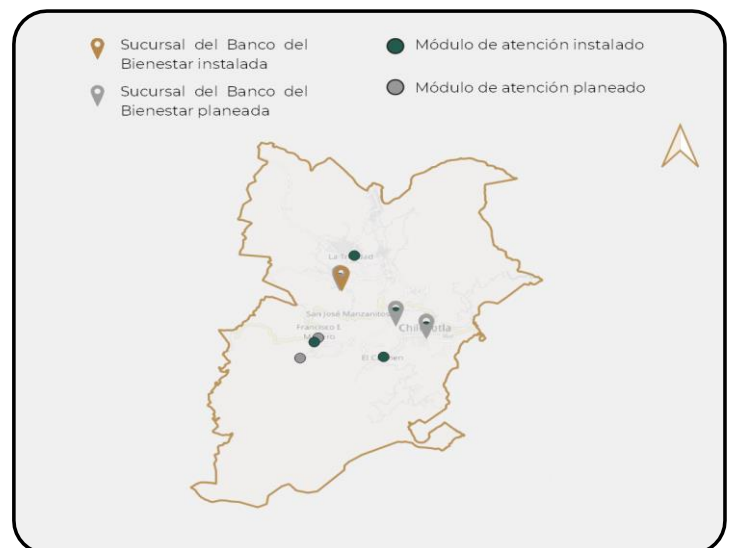 Sucursal del Banco del
Bienestar instalada
Sucursal del Banco del
Bienestar planeada
Módulo de atención instalado
Módulo de atención planeado
San José Manzanitos
Francisco I.